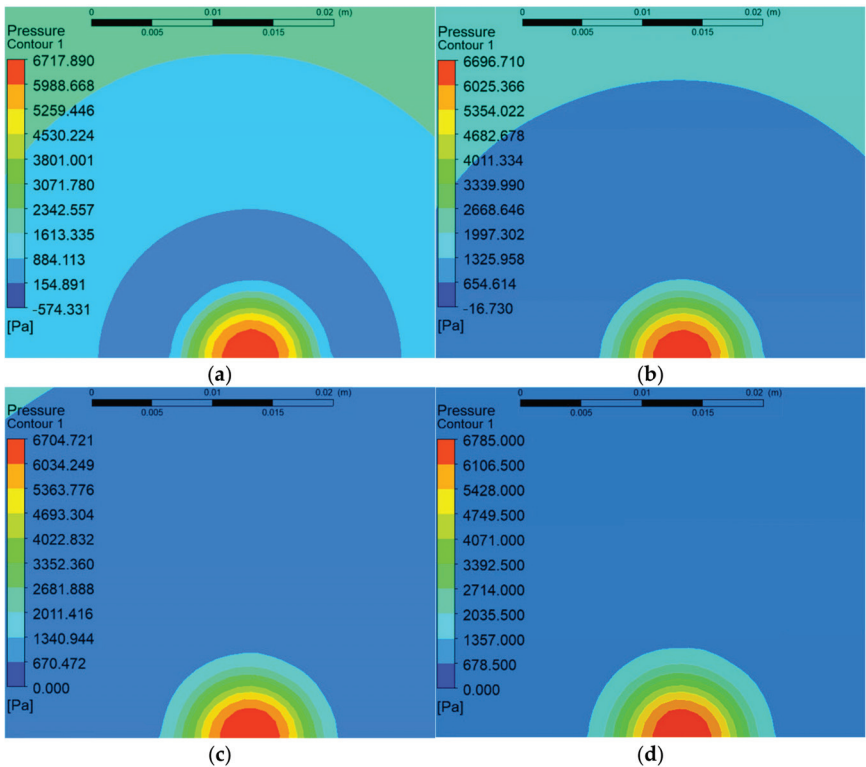 0 0.01 0.02 (m)
0.005 0.015
Pressure
Contour 1
6717.890
5988.668
5259.446
4530.224
3801.001
3071.780
2342.557
1613.335
884.113
154.891
-574.331
[Pa]
(a)
0 0.01 0.02 (m)
0.005 0.015
Pressure
Contour 1
6696.710
6025.366
5354.022
4682.678
4011.334
3339.990
2668.646
1997.302
1325.958
654.614
-16.730
[Pa]
(b)
0 0.01 0.02 (m)
0.005 0.015
Pressure
Contour 1
6704.721
6034.249
5363.776
4693.304
4022.832
3352.360
2681.888
2011.416
1340.944
670.472
0.000
[Pa]
(c)
0 0.01 0.02 (m)
0.005 0.015
Pressure
Contour 1
6785.000
6106.500
5428.000
4749.500
4071.000
3392.500
2714.000
2035.500
1357.000
678.500
0.000
[Pa]
(d)